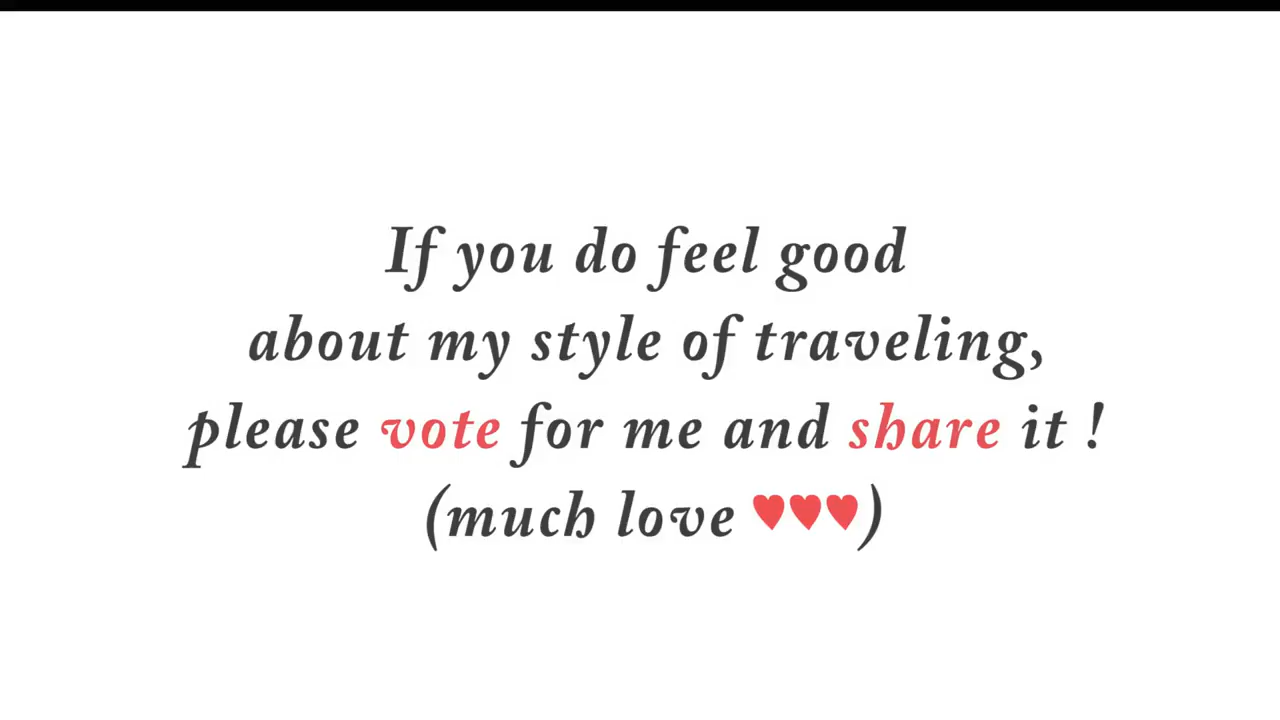 If you do feel good
about my style of traveling,
please vote for me and share it !
(much love ♥♥♥)